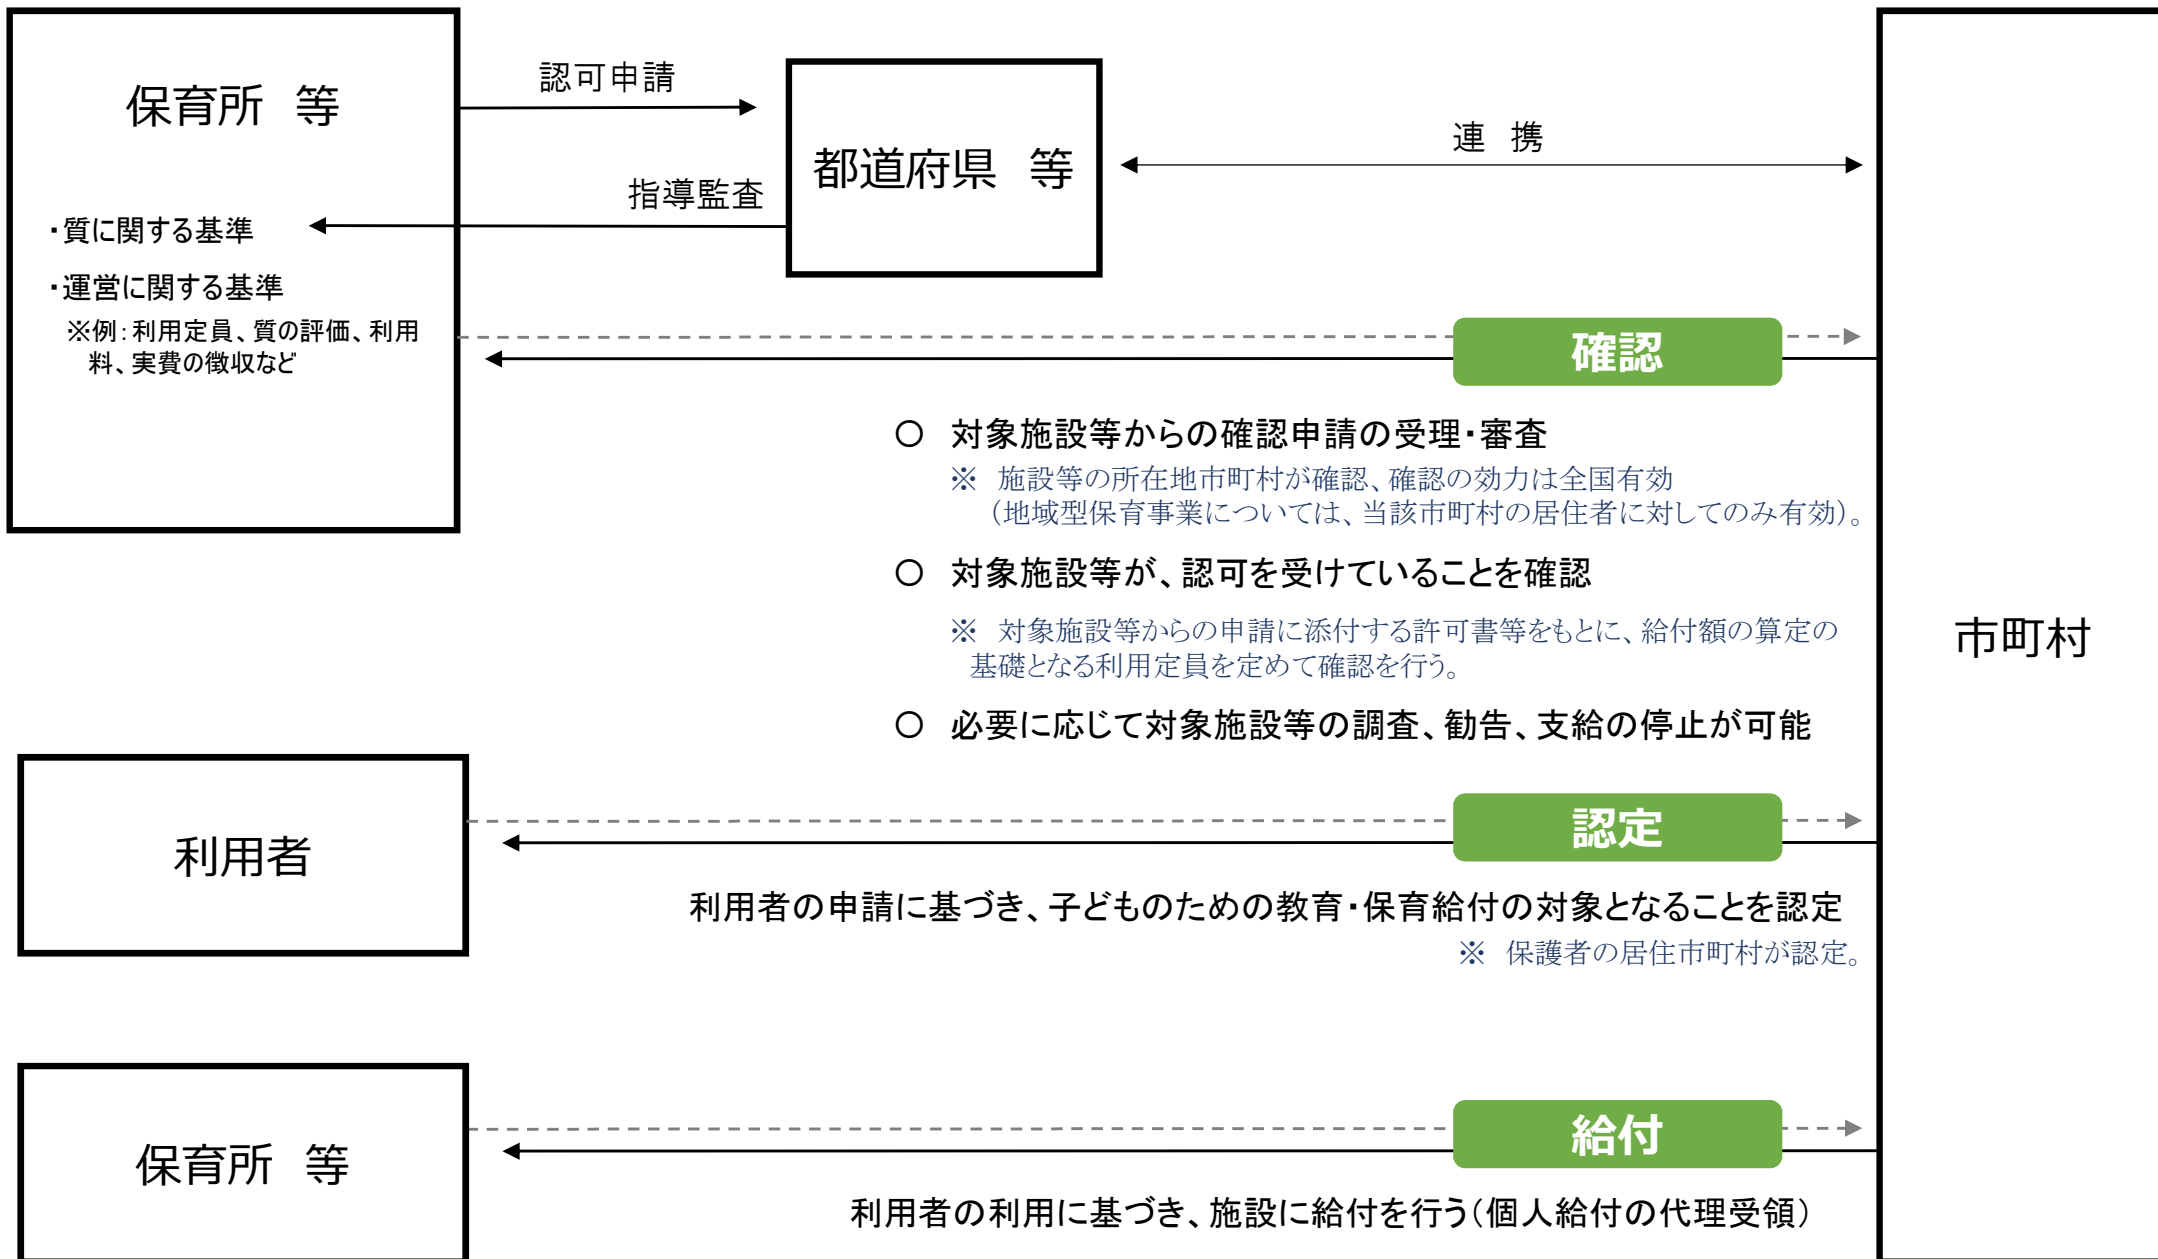 保育所　等
・質に関する基準
・運営に関する基準
※例：利用定員、質の評価、利用
料、実費の徴収など
認可申請
指導監査
都道府県　等
連　携
市町村
確認
○　対象施設等からの確認申請の受理・審査
※　施設等の所在地市町村が確認、確認の効力は全国有効
（地域型保育事業については、当該市町村の居住者に対してのみ有効）。
○　対象施設等が、認可を受けていることを確認
※　対象施設等からの申請に添付する許可書等をもとに、給付額の算定の
基礎となる利用定員を定めて確認を行う。
○　必要に応じて対象施設等の調査、勧告、支給の停止が可能
利用者
認定
利用者の申請に基づき、子どものための教育・保育給付の対象となることを認定
※　保護者の居住市町村が認定。
保育所　等
給付
利用者の利用に基づき、施設に給付を行う（個人給付の代理受領）